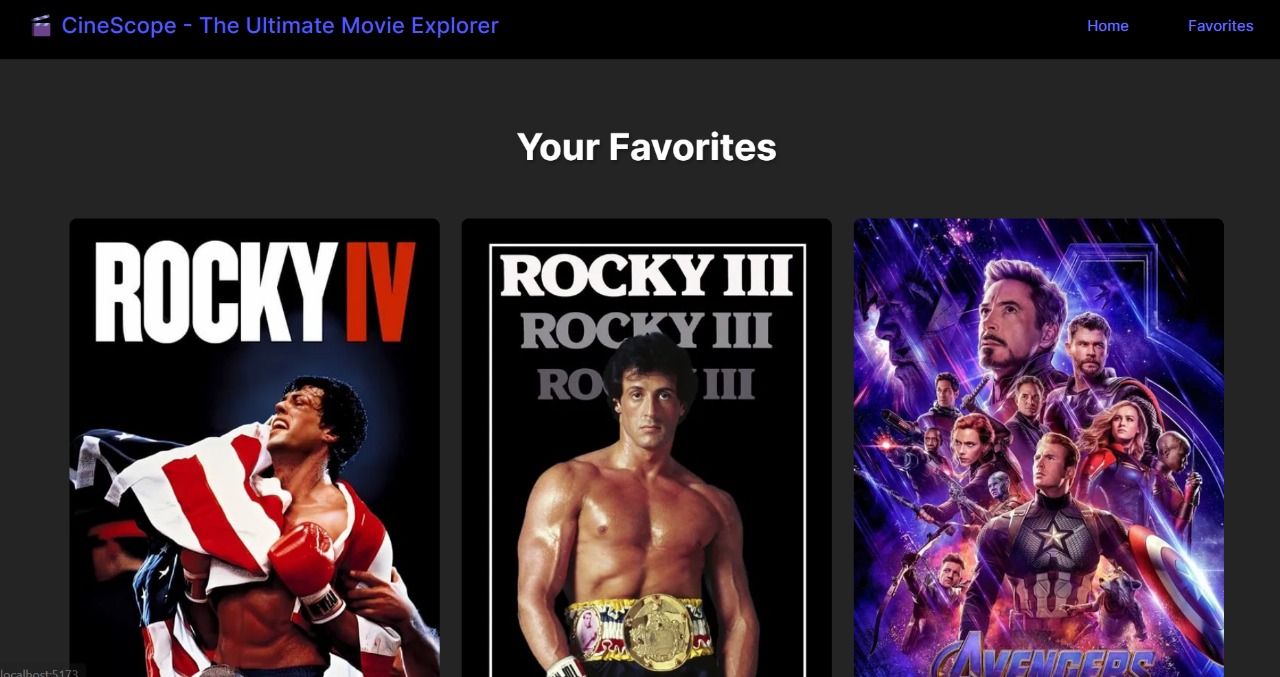 CineScope - The Ultimate Movie Explorer
Home
Favorites
Your Favorites
ROCKY IV
ROCKY III
ROCKY III
RO III
AVENGERS
localhost:5173